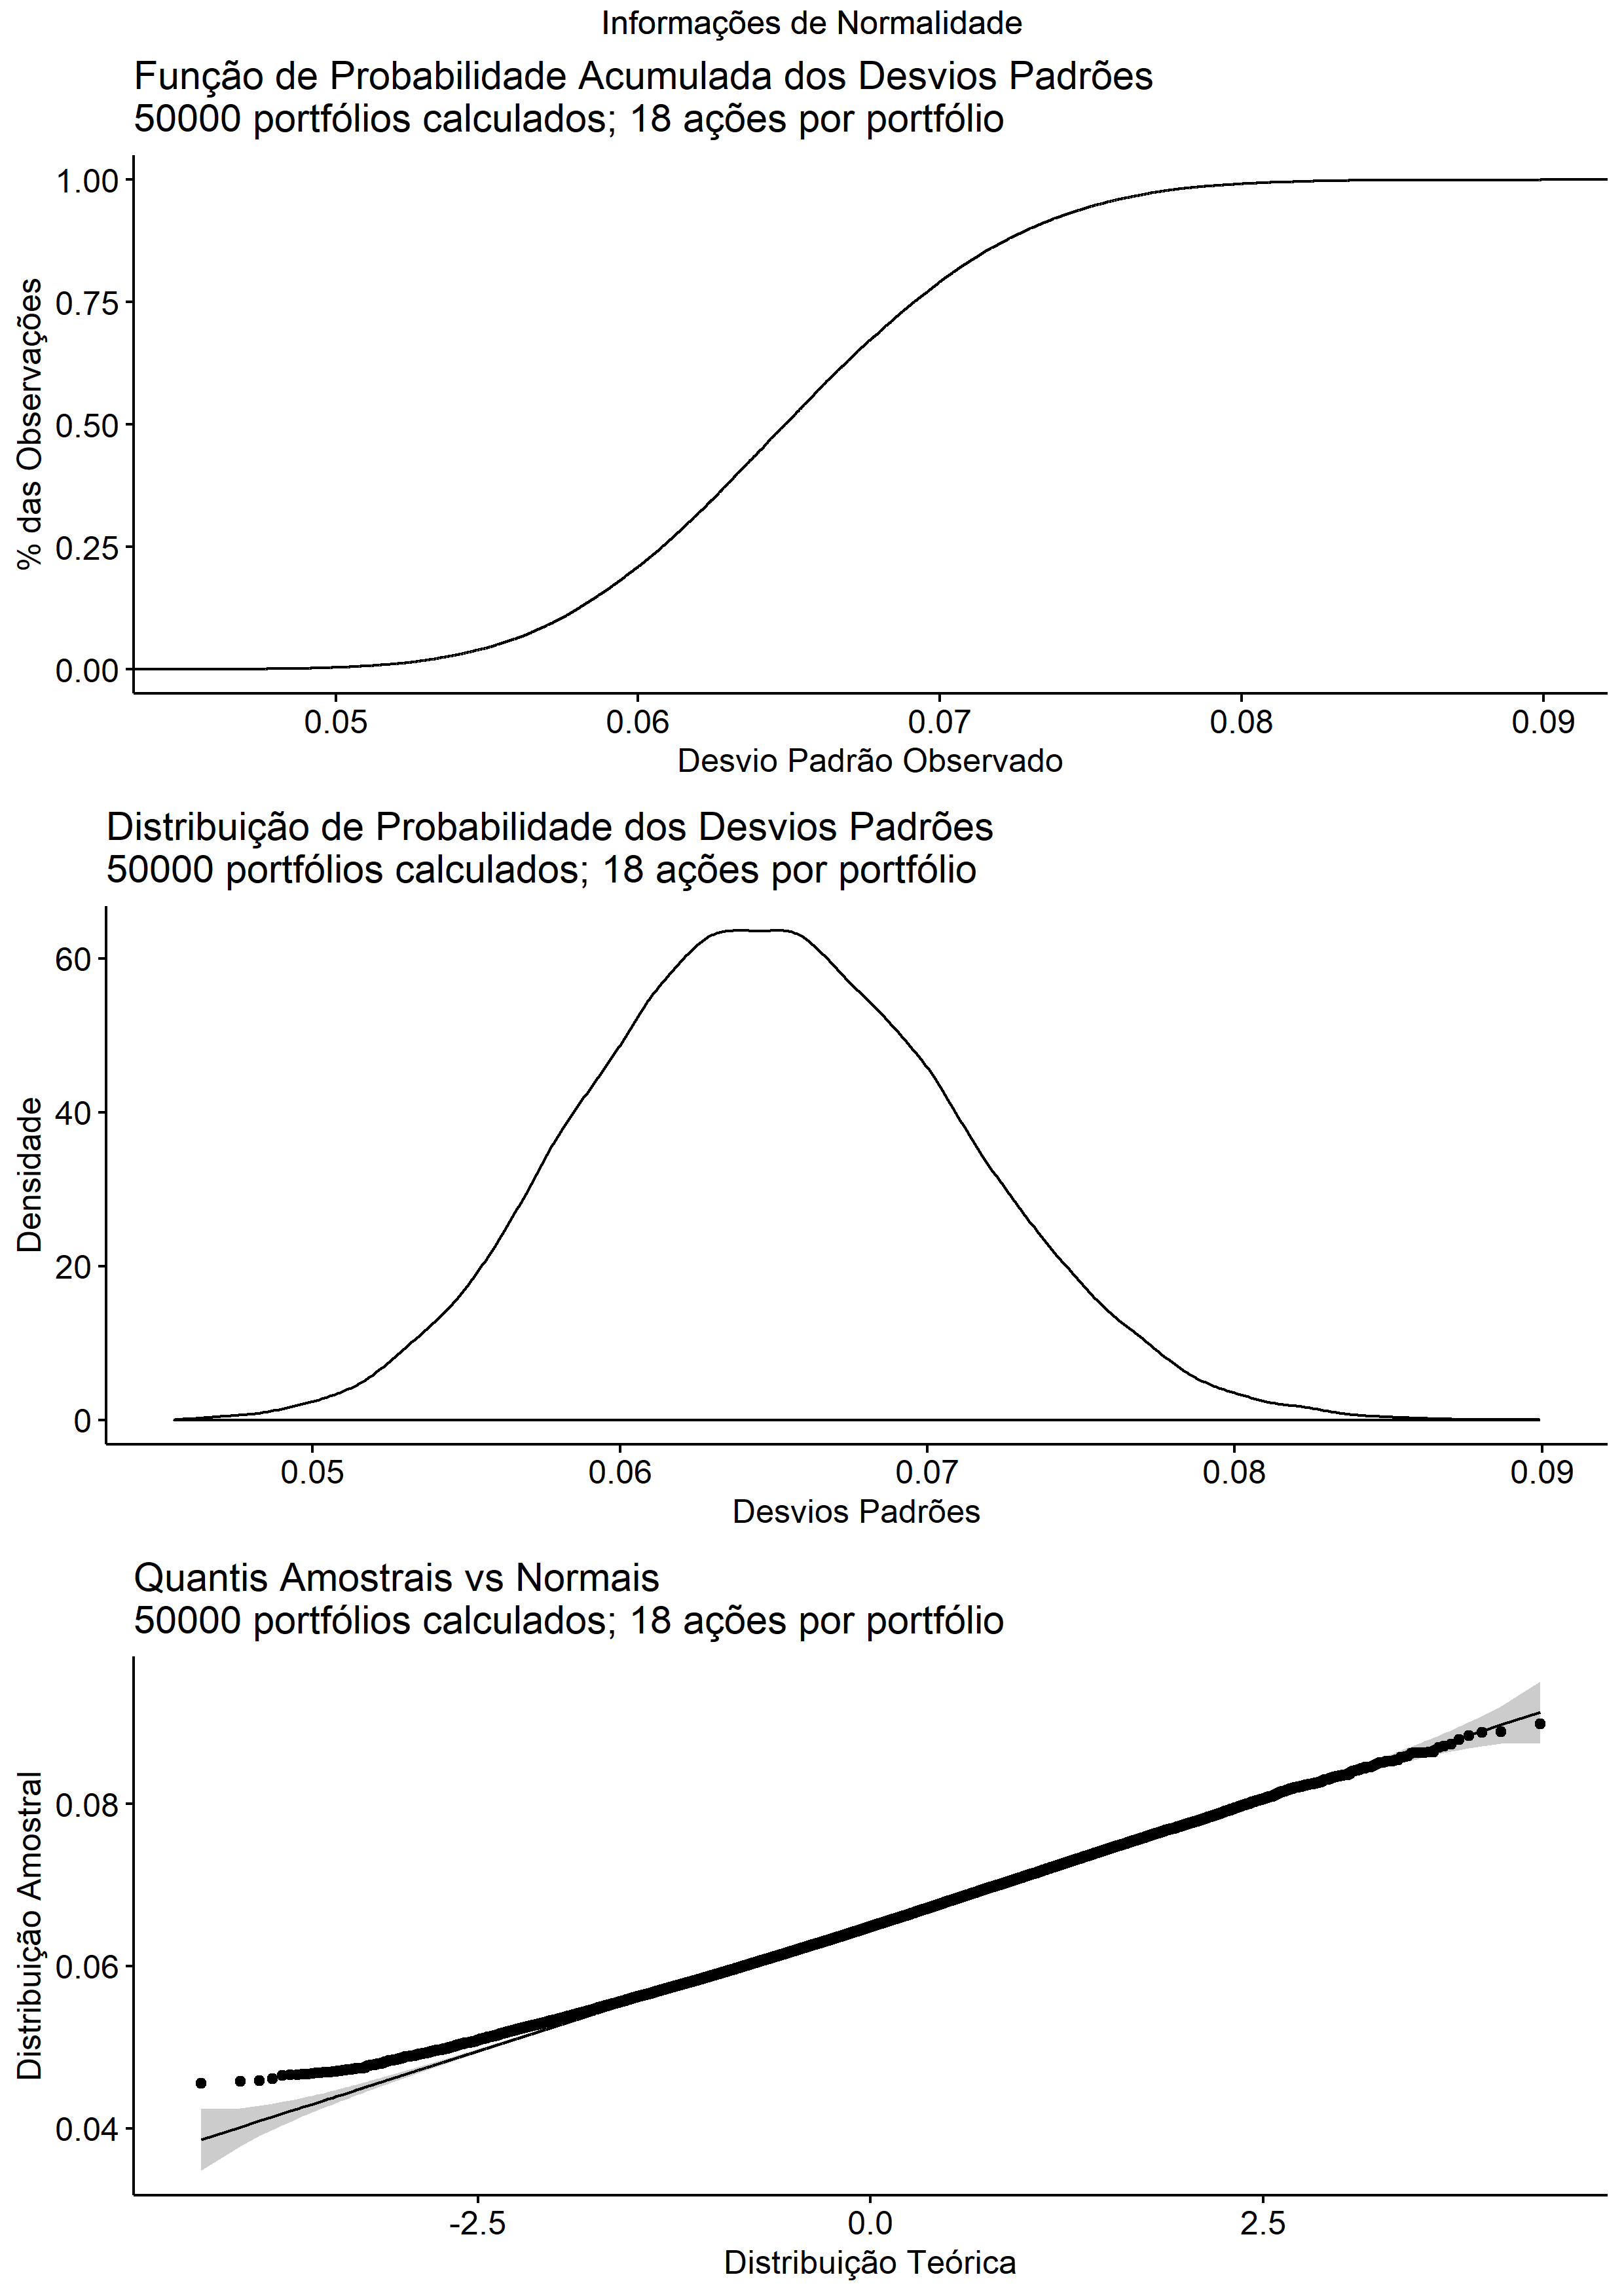 Informações de Normalidade
Função de Probabilidade Acumulada dos Desvios Padrões
50000 portfólios calculados; 18 ações por portfólio
% das Observações
1.00
0.75
0.50
0.25
0.00
0.05 0.06 0.07 0.08 0.09
Desvio Padrão Observado
Distribuição de Probabilidade dos Desvios Padrões
50000 portfólios calculados; 18 ações por portfólio
Densidade
60
40
20
0
0.05 0.06 0.07 0.08 0.09
Desvios Padrões
Quantis Amostrais vs Normais
50000 portfólios calculados; 18 ações por portfólio
Distribuição Amostral
0.08
0.06
0.04
-2.5 0.0 2.5
Distribuição Teórica